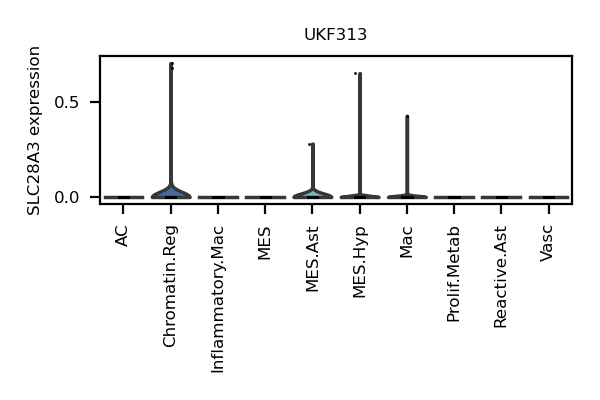 UKF313
SLC28A3 expression
0.5
0.0
AC
Chromatin.Reg
Inflammatory.Mac
MES
MES.Ast
MES.Hyp
Mac
Prolif.Metab
Reactive.Ast
Vasc